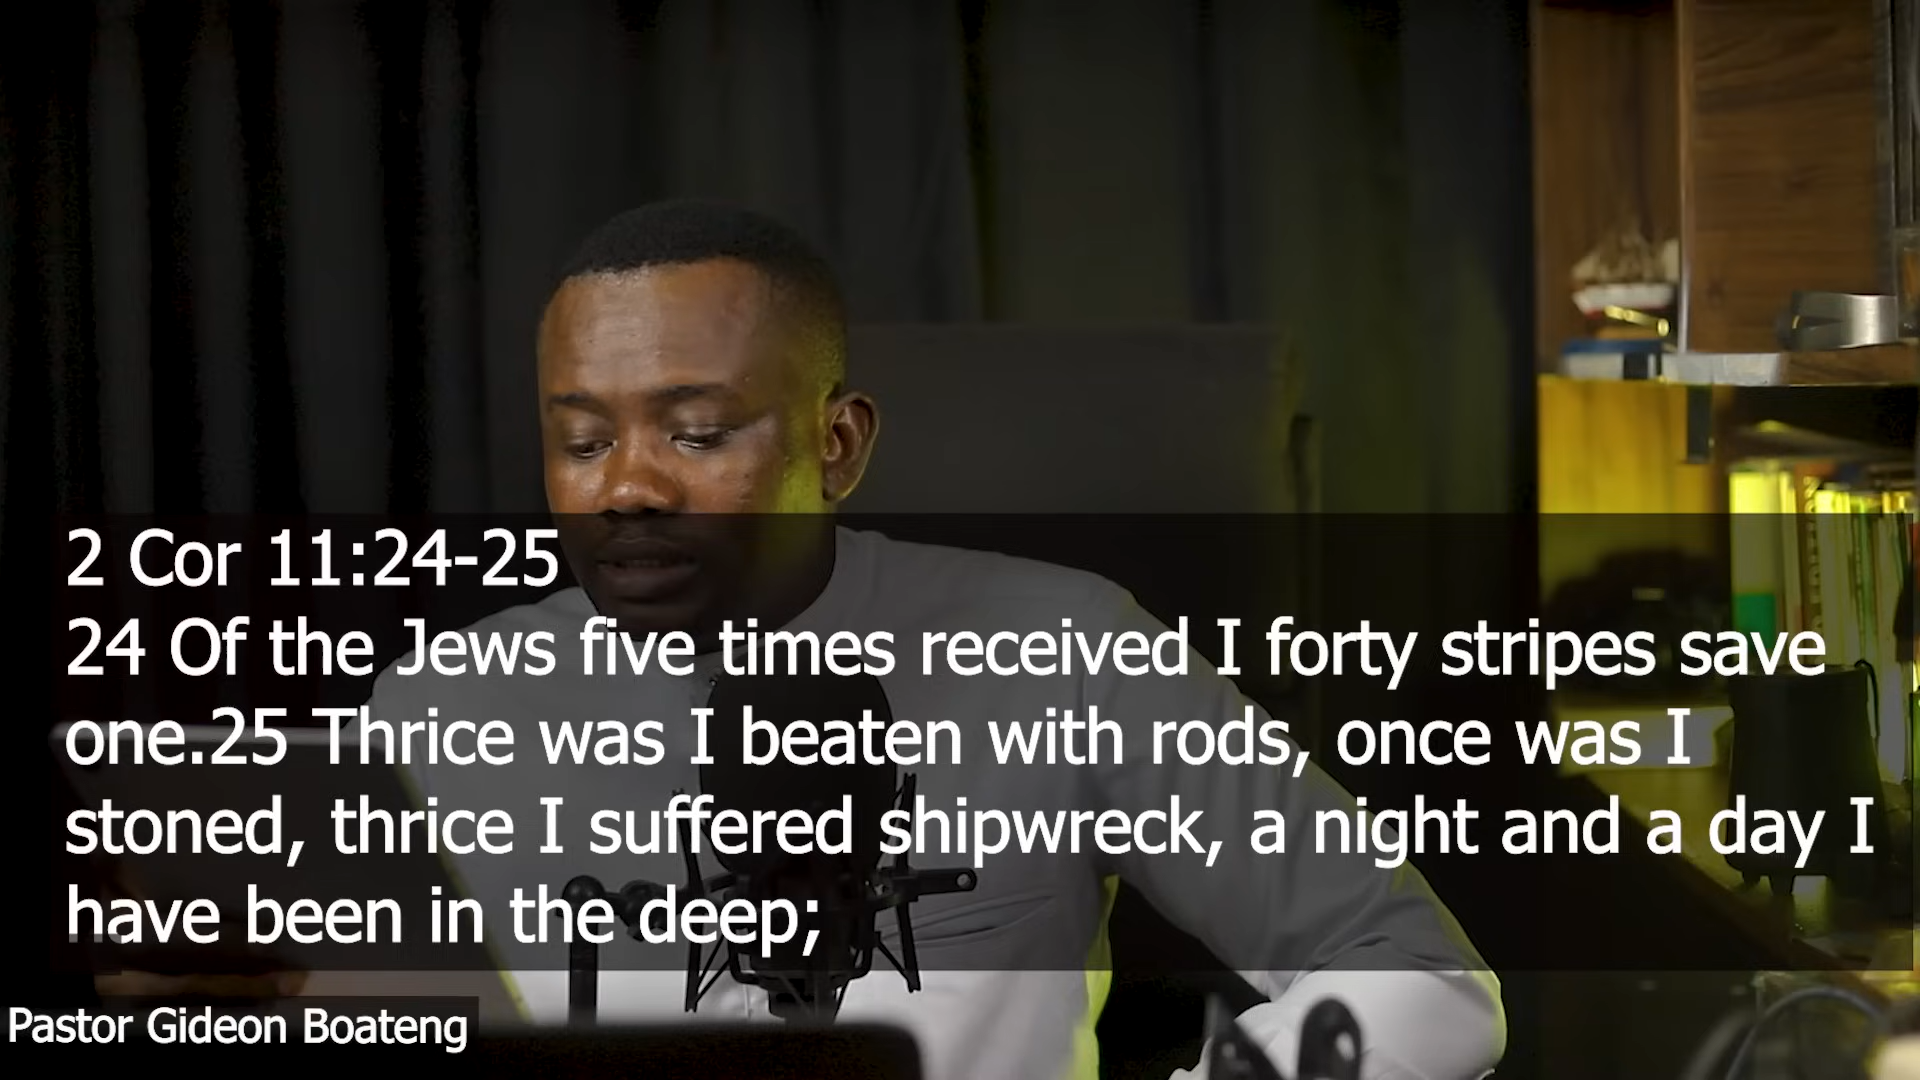 2 Cor 11:24-25
24 Of the Jews five times received I forty stripes save
one.25 Thrice was I beaten with rods, once was I
stoned, thrice I suffered shipwreck, a night and a day I
have been in the deep;
Pastor Gideon Boateng